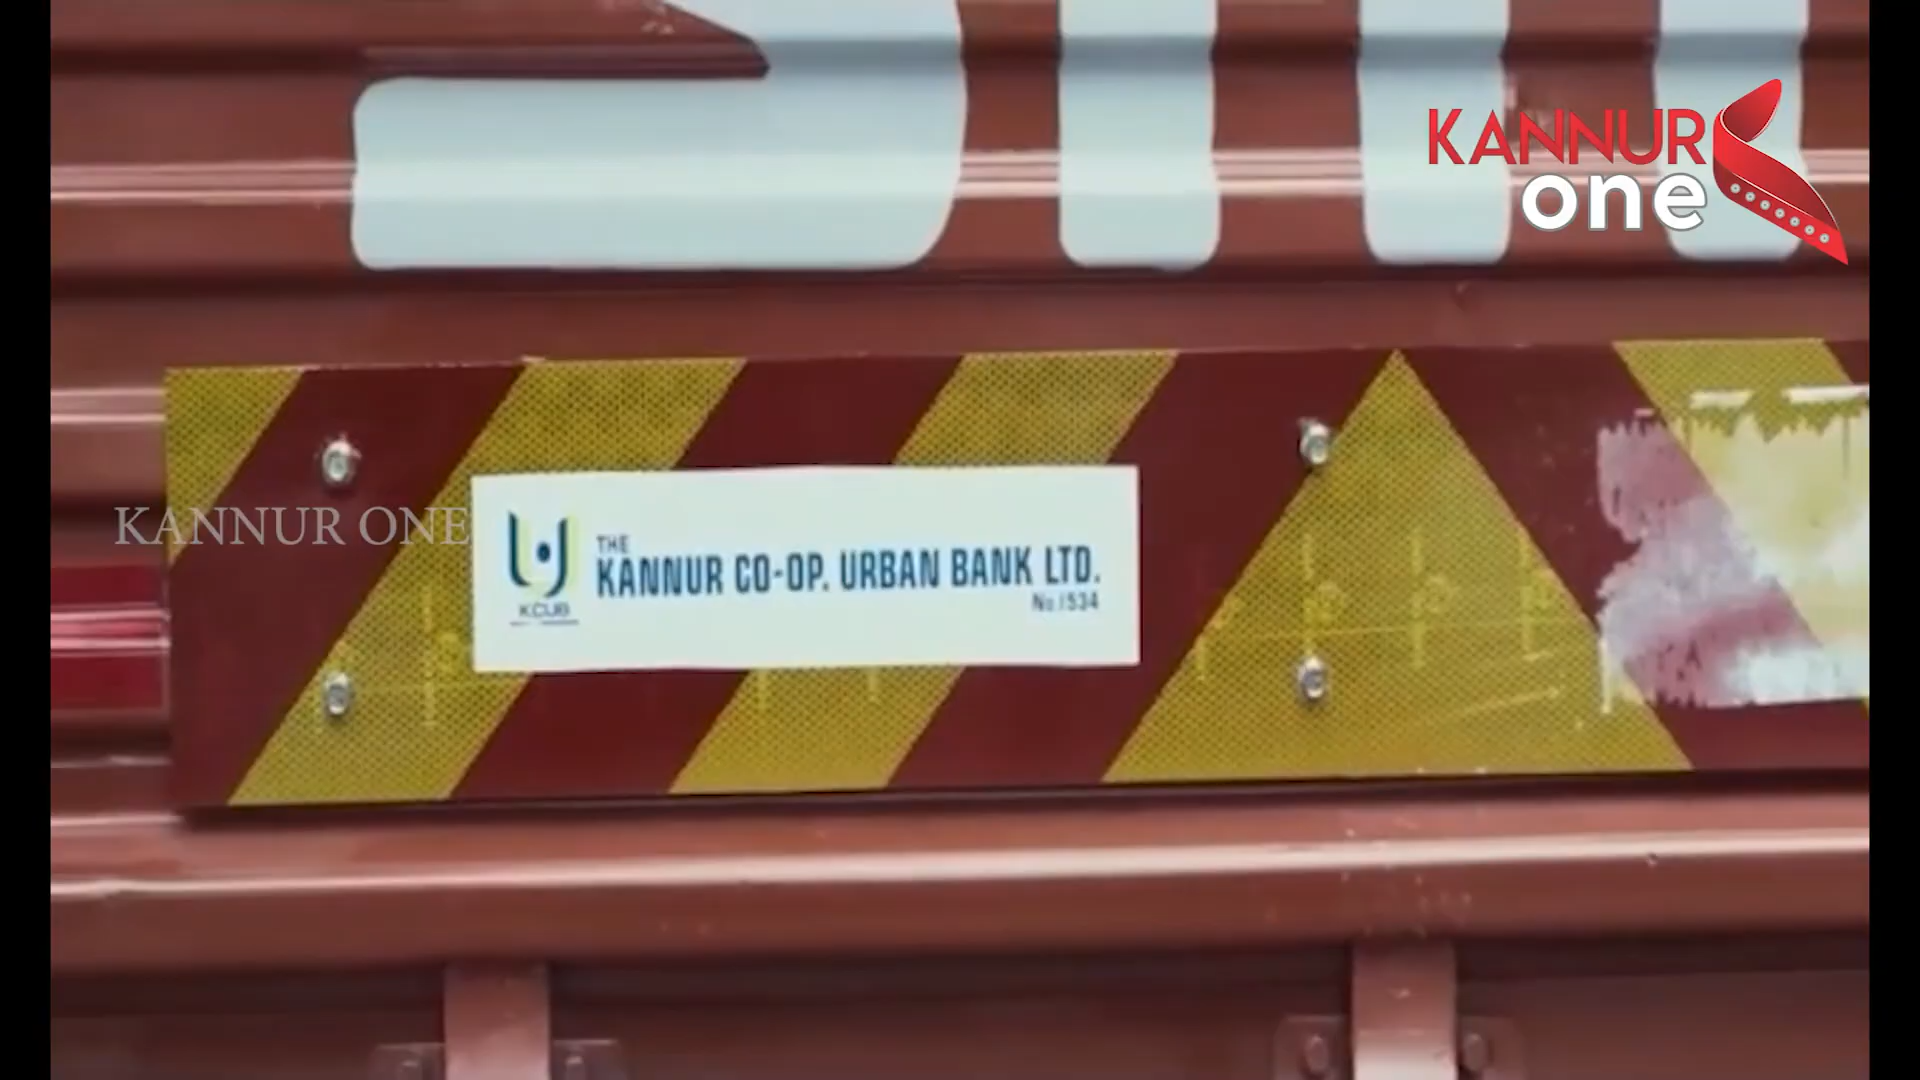 KANNUR
one
KANNUR ONE
THE
KANNUR CO-OP. URBAN BANK LTD.
No.1534
KCUB